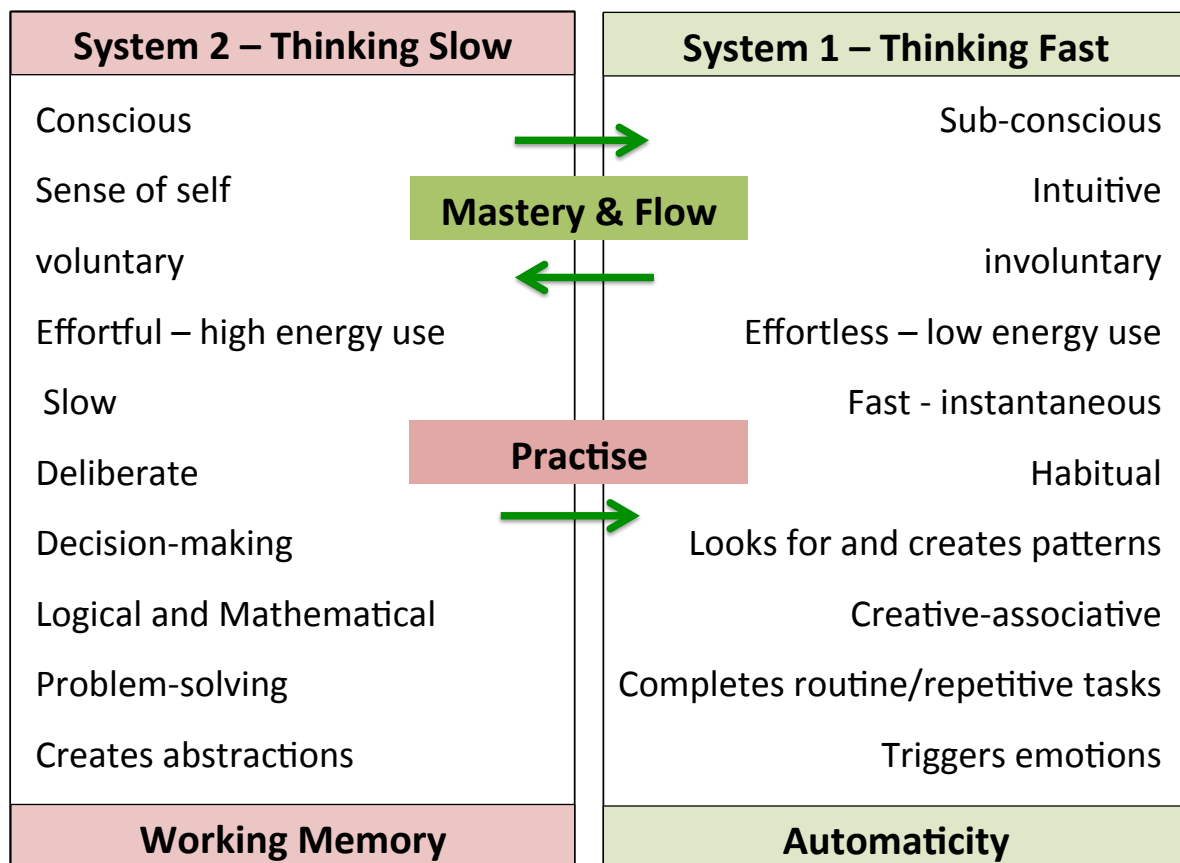 System 2 – Thinking Slow
Conscious
Sense of self
voluntary
Effortful – high energy use
Slow
Deliberate
Decision-making
Logical and Mathematical
Problem-solving
Creates abstractions
Working Memory
Mastery & Flow
Practise
System 1 – Thinking Fast
Sub-conscious
Intuitive
involuntary
Effortless – low energy use
Fast - instantaneous
Habitual
Looks for and creates patterns
Creative-associative
Completes routine/repetitive tasks
Triggers emotions
Automaticity